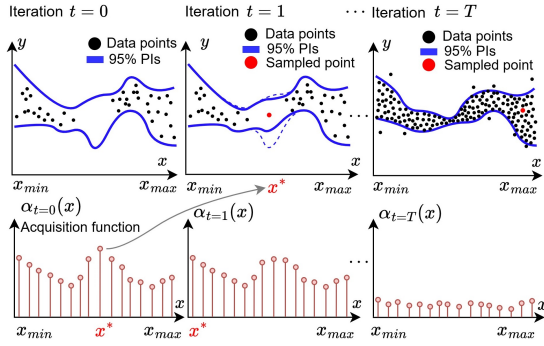 Iteration t = 0
Iteration t = 1
... Iteration t = T
y
Data points
95% PIs
x
x_min
x_max
y
Data points
95% PIs
Sampled point
x
x_min
x*
x_max
...
y
Data points
95% PIs
Sampled point
x
x_min
x_max
α_{t=0}(x)
Acquisition function
x
x_min
x*
x_max
α_{t=1}(x)
x
x*
x_max
...
α_{t=T}(x)
x
x_min
x_max